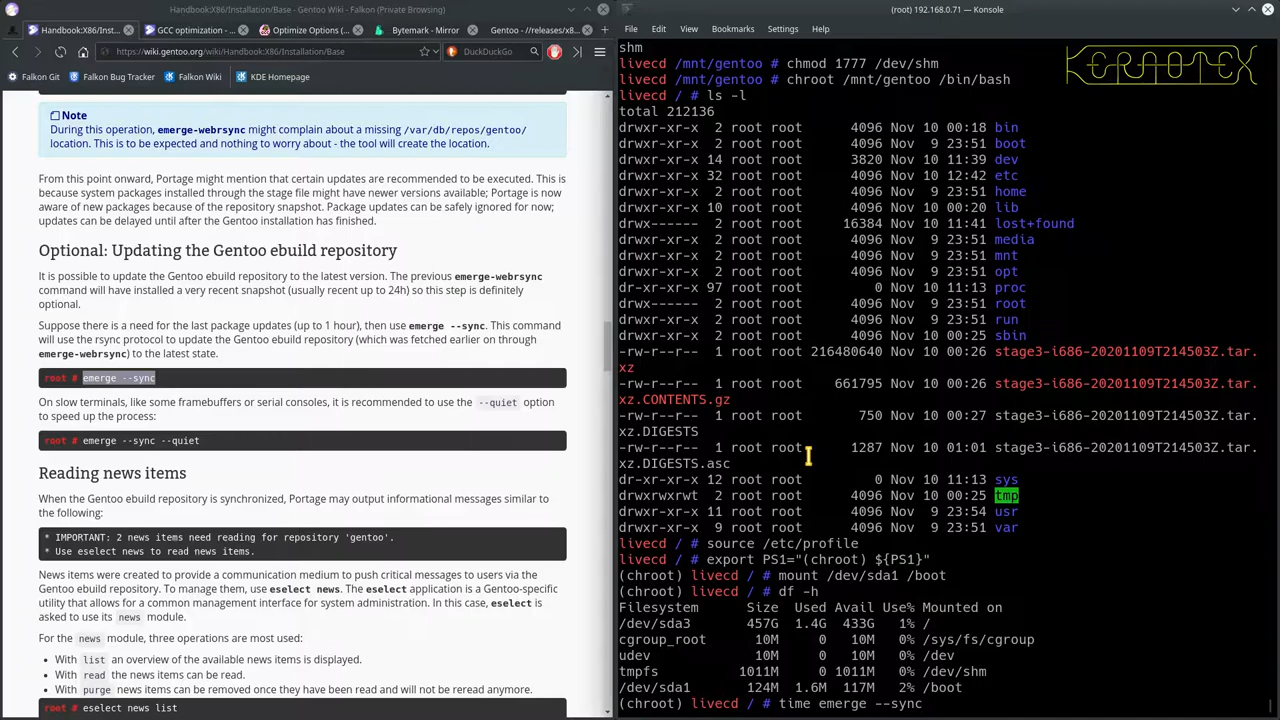 Handbook:X86/Installation/Base - Gentoo Wiki - Falkon (Private Browsing)
Handbook:X86/Inst...
GCC optimization - ...
Optimize Options (...
Bytemark - Mirror
Gentoo - //releases/x8...
https://wiki.gentoo.org/wiki/Handbook:X86/Installation/Base
DuckDuckGo
Falkon Git
Falkon Bug Tracker
Falkon Wiki
KDE Homepage
Note
During this operation, emerge-webrsync might complain about a missing /var/db/repos/gentoo/
location. This is to be expected and nothing to worry about - the tool will create the location.
From this point onward, Portage might mention that certain updates are recommended to be executed. This is
because system packages installed through the stage file might have newer versions available; Portage is now
aware of new packages because of the repository snapshot. Package updates can be safely ignored for now;
updates can be delayed until after the Gentoo installation has finished.
Optional: Updating the Gentoo ebuild repository
It is possible to update the Gentoo ebuild repository to the latest version. The previous emerge-webrsync
command will have installed a very recent snapshot (usually recent up to 24h) so this step is definitely
optional.
Suppose there is a need for the last package updates (up to 1 hour), then use emerge --sync. This command
will use the rsync protocol to update the Gentoo ebuild repository (which was fetched earlier on through
emerge-webrsync) to the latest state.
root # emerge --sync
On slow terminals, like some framebuffers or serial consoles, it is recommended to use the --quiet option
to speed up the process:
root # emerge --sync --quiet
Reading news items
When the Gentoo ebuild repository is synchronized, Portage may output informational messages similar to
the following:
* IMPORTANT: 2 news items need reading for repository 'gentoo'.
* Use eselect news to read news items.
News items were created to provide a communication medium to push critical messages to users via the
Gentoo ebuild repository. To manage them, use eselect news. The eselect application is a Gentoo-specific
utility that allows for a common management interface for system administration. In this case, eselect is
asked to use its news module.
For the news module, three operations are most used:
• With list an overview of the available news items is displayed.
• With read the news items can be read.
• With purge news items can be removed once they have been read and will not be reread anymore.
root # eselect news list
(root) 192.168.0.71 — Konsole
File Edit View Bookmarks Settings Help
shm
livecd /mnt/gentoo # chmod 1777 /dev/shm
livecd /mnt/gentoo # chroot /mnt/gentoo /bin/bash
livecd / # ls -l
total 212136
drwxr-xr-x 2 root root 4096 Nov 10 00:18 bin
drwxr-xr-x 2 root root 4096 Nov 9 23:51 boot
drwxr-xr-x 14 root root 3820 Nov 10 11:39 dev
drwxr-xr-x 32 root root 4096 Nov 10 12:42 etc
drwxr-xr-x 2 root root 4096 Nov 9 23:51 home
drwxr-xr-x 10 root root 4096 Nov 10 00:20 lib
drwx------ 2 root root 16384 Nov 10 11:41 lost+found
drwxr-xr-x 2 root root 4096 Nov 9 23:51 media
drwxr-xr-x 2 root root 4096 Nov 9 23:51 mnt
drwxr-xr-x 2 root root 4096 Nov 9 23:51 opt
dr-xr-xr-x 97 root root 0 Nov 10 11:13 proc
drwx------ 2 root root 4096 Nov 9 23:51 root
drwxr-xr-x 2 root root 4096 Nov 9 23:51 run
drwxr-xr-x 2 root root 4096 Nov 10 00:25 sbin
-rw-r--r-- 1 root root 216480640 Nov 10 00:26 stage3-i686-20201109T214503Z.tar.
xz
-rw-r--r-- 1 root root 661795 Nov 10 00:26 stage3-i686-20201109T214503Z.tar.
xz.CONTENTS.gz
-rw-r--r-- 1 root root 750 Nov 10 00:27 stage3-i686-20201109T214503Z.tar.
xz.DIGESTS
-rw-r--r-- 1 root root 1287 Nov 10 01:01 stage3-i686-20201109T214503Z.tar.
xz.DIGESTS.asc
dr-xr-xr-x 12 root root 0 Nov 10 11:13 sys
drwxrwxrwt 2 root root 4096 Nov 10 00:25 tmp
drwxr-xr-x 11 root root 4096 Nov 9 23:54 usr
drwxr-xr-x 9 root root 4096 Nov 9 23:51 var
livecd / # source /etc/profile
livecd / # export PS1="(chroot) ${PS1}"
(chroot) livecd / # mount /dev/sda1 /boot
(chroot) livecd / # df -h
Filesystem Size Used Avail Use% Mounted on
/dev/sda3 457G 1.4G 433G 1% /
cgroup_root 10M 0 10M 0% /sys/fs/cgroup
udev 10M 0 10M 0% /dev
tmpfs 1011M 0 1011M 0% /dev/shm
/dev/sda1 124M 1.6M 117M 2% /boot
(chroot) livecd / # time emerge --sync